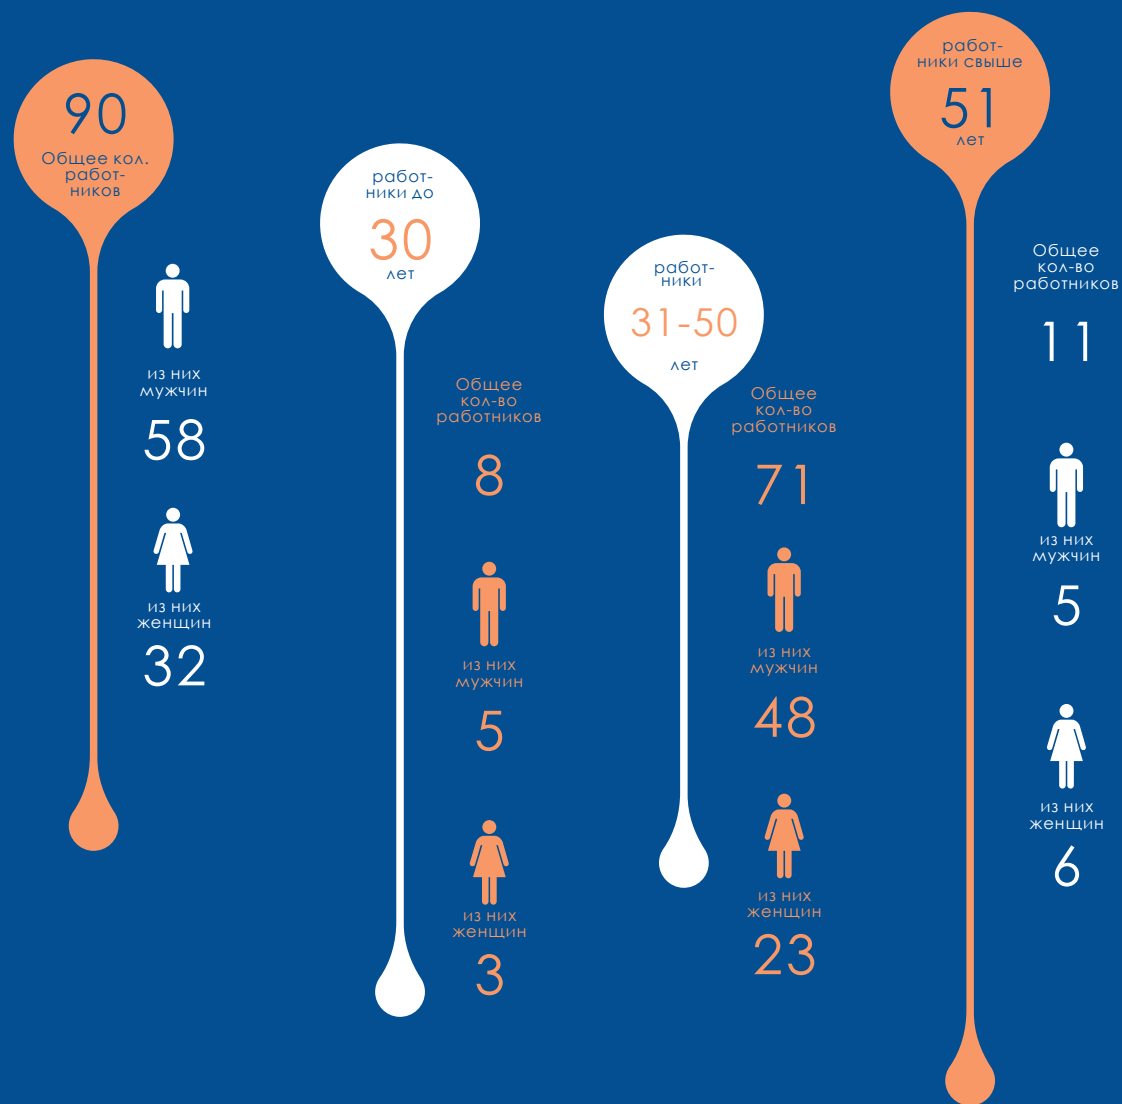 90
Общее кол.
работ-
ников
из них
мужчин
58
из них
женщин
32
работ-
ники до
30
лет
Общее
кол-во
работников
8
из них
мужчин
5
из них
женщин
3
работ-
ники
31-50
лет
Общее
кол-во
работников
71
из них
мужчин
48
из них
женщин
23
работ-
ники свыше
51
лет
Общее
кол-во
работников
11
из них
мужчин
5
из них
женщин
6